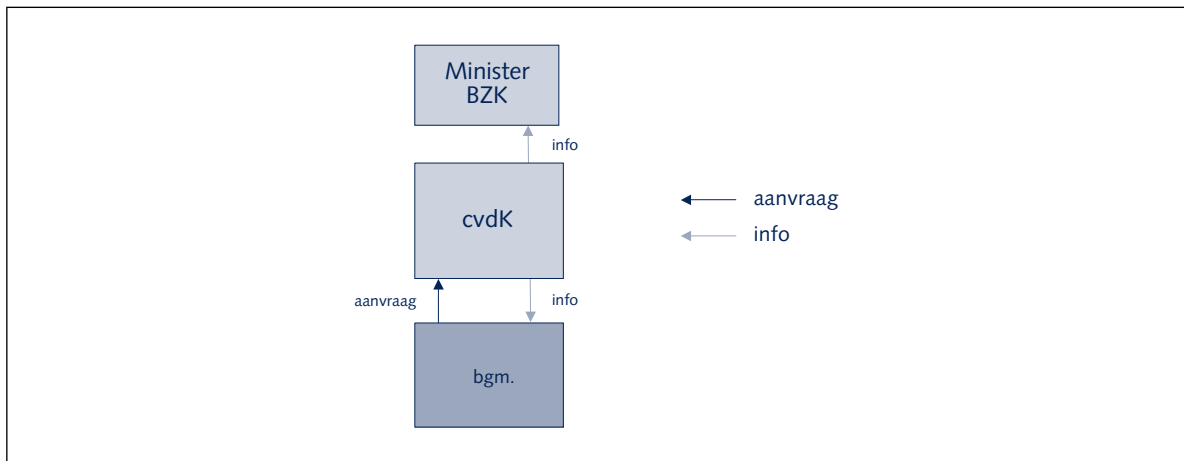 Minister
BZK
info
cvdK
aanvraag
info
aanvraag
info
bgm.